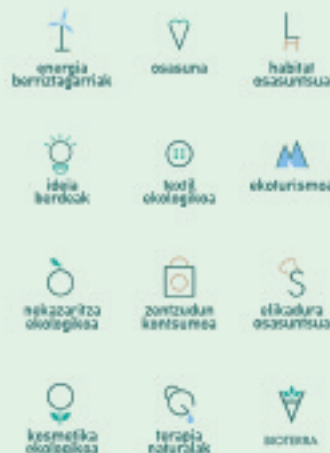 energia
berriztagarriak
osasuna
habitat
osasuntsua
ideia
berdeak
textil
ekologikoa
ekoturismoa
nekazaritza
ekologikoa
zentzudun
kontsumoa
elikadura
osasuntsua
kosmetika
ekologikoa
terapia
naturalak
BIOTERRA